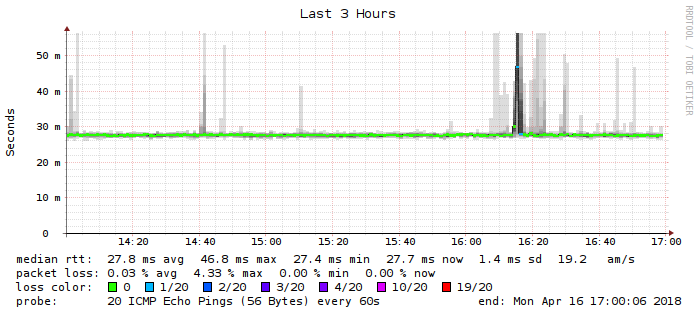 Last 3 Hours
RRDTOOL / TOBI OETIKER
Seconds
50 m
40 m
30 m
20 m
10 m
0
14:20 14:40 15:00 15:20 15:40 16:00 16:20 16:40 17:00
median rtt: 27.8 ms avg 46.8 ms max 27.4 ms min 27.7 ms now 1.4 ms sd 19.2 am/s
packet loss: 0.03 % avg 4.33 % max 0.00 % min 0.00 % now
loss color: 0 1/20 2/20 3/20 4/20 10/20 19/20
probe: 20 ICMP Echo Pings (56 Bytes) every 60s end: Mon Apr 16 17:00:06 2018